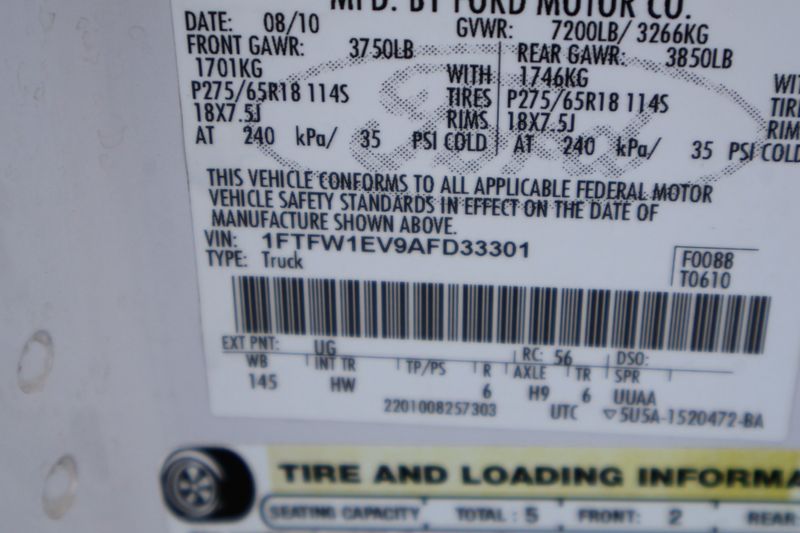 MFD. BY FORD MOTOR CO.
DATE: 08/10 GVWR: 7200LB/ 3266KG
FRONT GAWR: 3750LB REAR GAWR: 3850LB
1701KG WITH 1746KG WIT
P275/65R18 114S TIRES P275/65R18 114S TIRE
18X7.5J RIMS 18X7.5J RIM
AT 240 kPa/ 35 PSI COLD AT 240 kPa/ 35 PSI COLD
Ford
THIS VEHICLE CONFORMS TO ALL APPLICABLE FEDERAL MOTOR
VEHICLE SAFETY STANDARDS IN EFFECT ON THE DATE OF
MANUFACTURE SHOWN ABOVE.
VIN: 1FTFW1EV9AFD33301
TYPE: Truck
F0088
T0610
EXT PNT: UG RC: 56 DSO:
WB INT TR TP/PS R AXLE TR SPR
145 HW 6 H9 6 UUAA
2201008257303 UTC ▽5U5A-1520472-BA
TIRE AND LOADING INFORMA
SEATING CAPACITY TOTAL : 5 FRONT: 2 REAR: